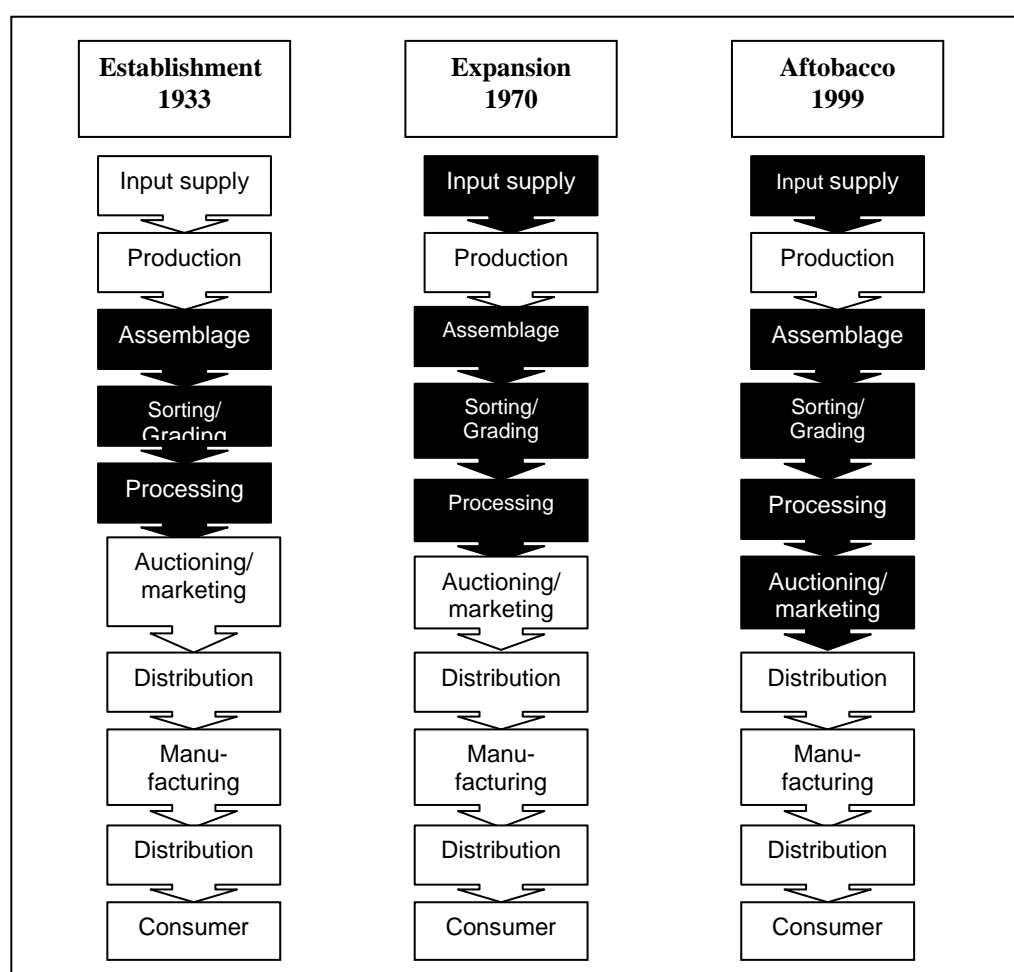 Establishment
1933
Input supply
Production
Assemblage
Sorting/
Grading
Processing
Auctioning/
marketing
Distribution
Manu-
facturing
Distribution
Consumer
Expansion
1970
Input supply
Production
Assemblage
Sorting/
Grading
Processing
Auctioning/
marketing
Distribution
Manu-
facturing
Distribution
Consumer
Aftobacco
1999
Input supply
Production
Assemblage
Sorting/
Grading
Processing
Auctioning/
marketing
Distribution
Manu-
facturing
Distribution
Consumer